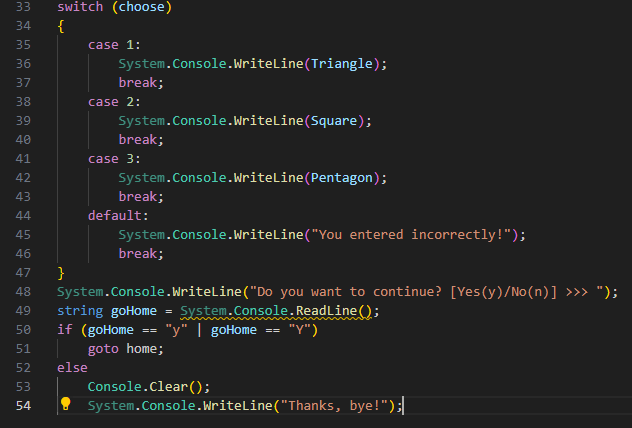 33 switch (choose)
34 {
35     case 1:
36         System.Console.WriteLine(Triangle);
37         break;
38     case 2:
39         System.Console.WriteLine(Square);
40         break;
41     case 3:
42         System.Console.WriteLine(Pentagon);
43         break;
44     default:
45         System.Console.WriteLine("You entered incorrectly!");
46         break;
47 }
48 System.Console.WriteLine("Do you want to continue? [Yes(y)/No(n)] >>> ");
49 string goHome = System.Console.ReadLine();
50 if (goHome == "y" | goHome == "Y")
51     goto home;
52 else
53     Console.Clear();
54     System.Console.WriteLine("Thanks, bye!");